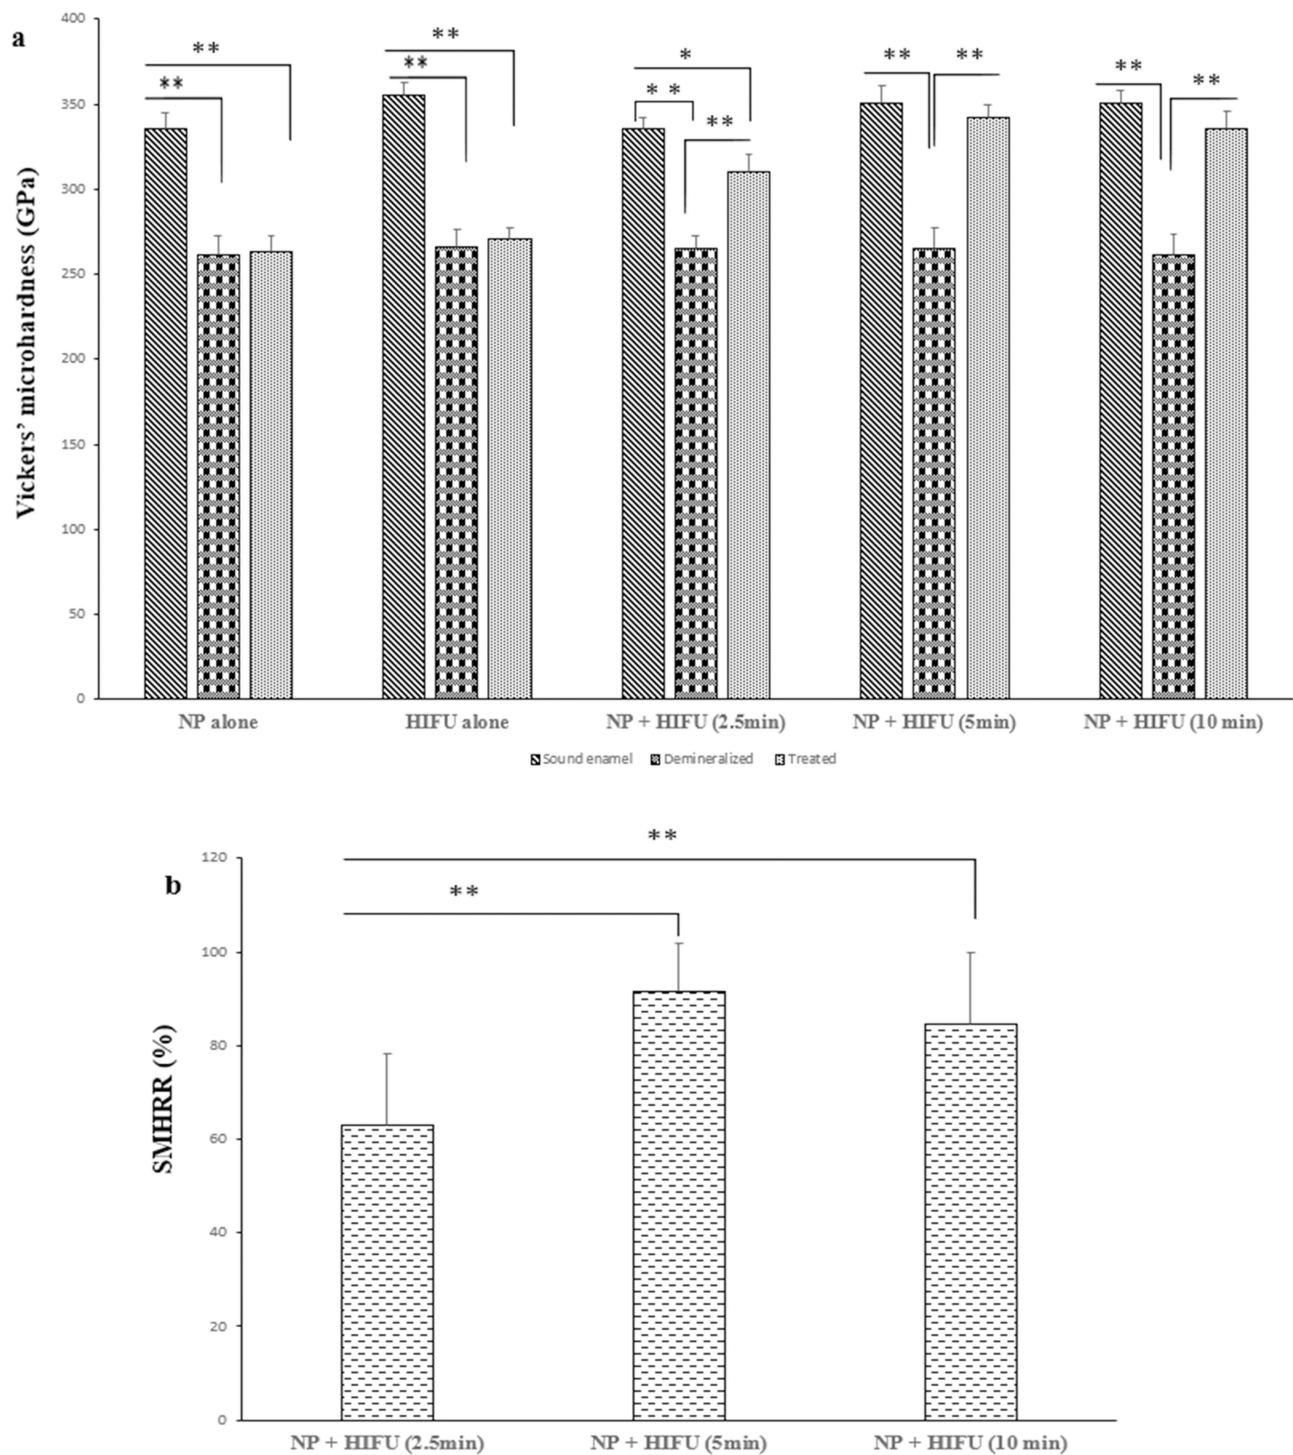 a
Vickers’ microhardness (GPa)
400
350
300
250
200
150
100
50
0
**
**
**
**
*
* *
**
**
**
**
**
NP alone
HIFU alone
NP + HIFU (2.5min)
NP + HIFU (5min)
NP + HIFU (10 min)
Sound enamel
Demineralized
Treated
b
SMHRR (%)
120
100
80
60
40
20
0
**
**
NP + HIFU (2.5min)
NP + HIFU (5min)
NP + HIFU (10 min)